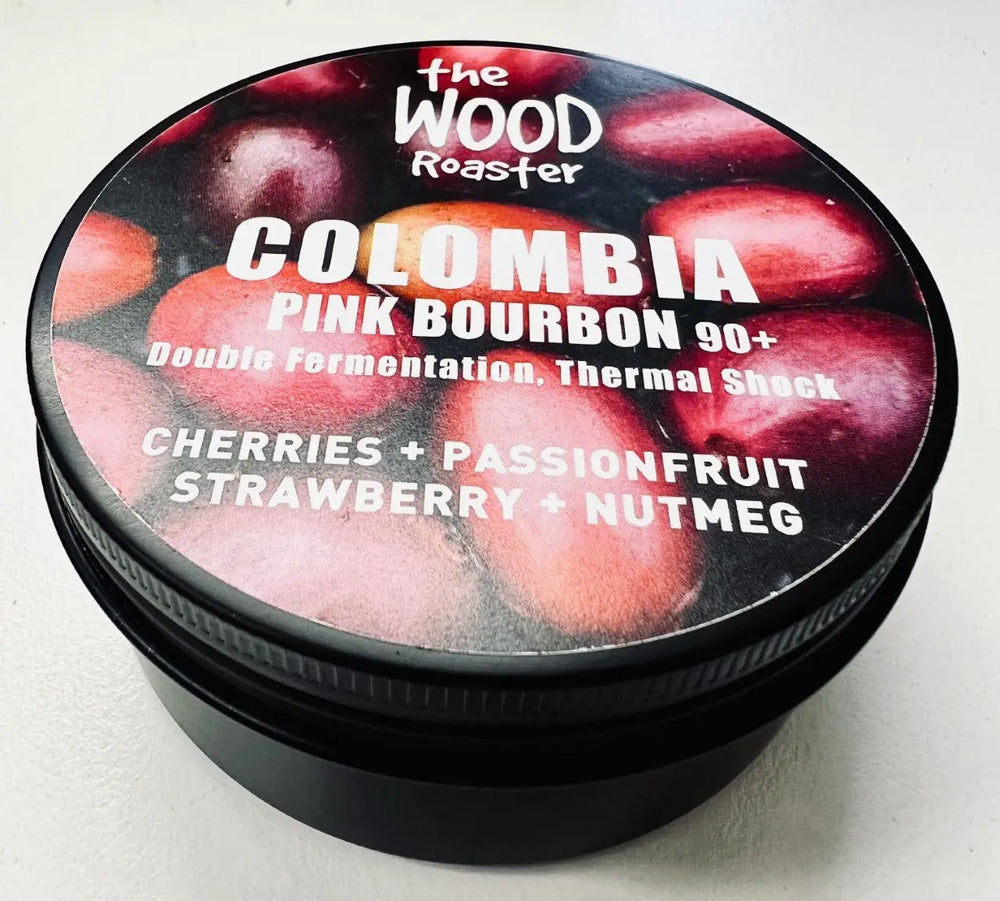 the
WOOD
Roaster
COLOMBIA
PINK BOURBON 90+
Double Fermentation, Thermal Shock
CHERRIES + PASSIONFRUIT
STRAWBERRY + NUTMEG